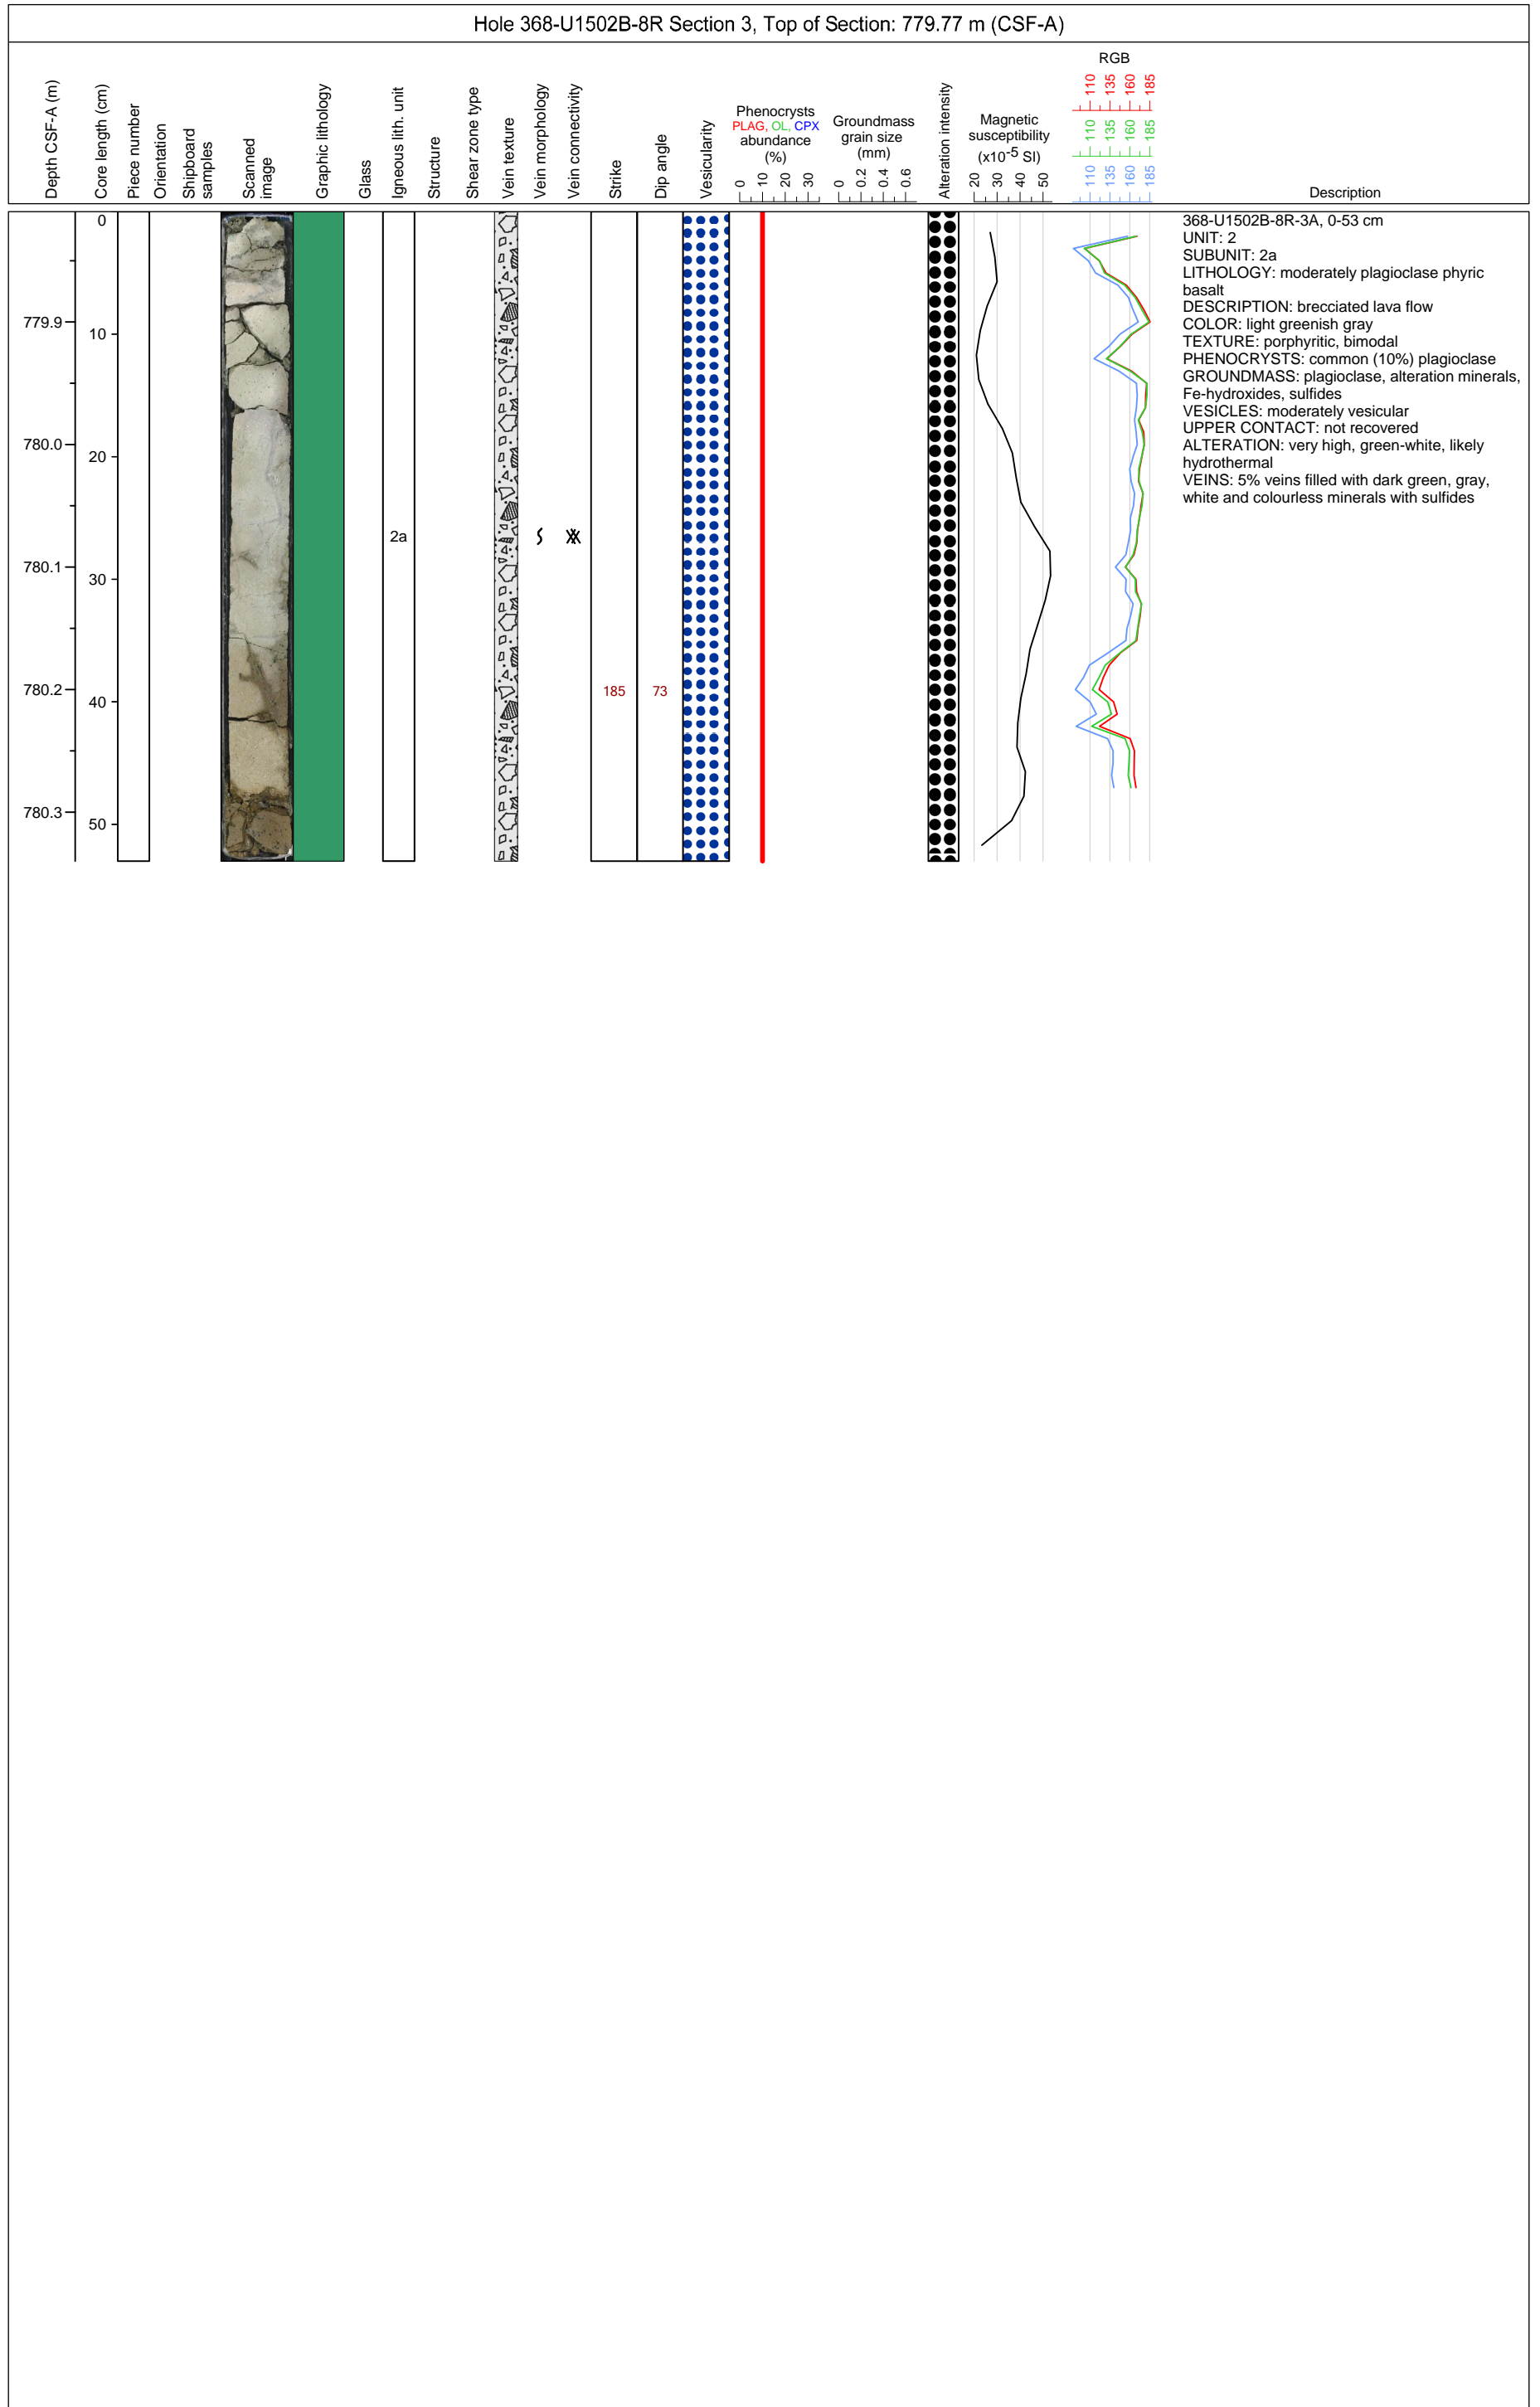 Hole 368-U1502B-8R Section 3, Top of Section: 779.77 m (CSF-A)
Depth CSF-A (m)
Core length (cm)
Piece number
Orientation
Shipboard
samples
Scanned
image
Graphic lithology
Glass
Igneous lith. unit
Structure
Shear zone type
Vein texture
Vein morphology
Vein connectivity
Strike
Dip angle
Vesicularity
Phenocrysts
PLAG, OL, CPX
abundance
(%)
0 10 20 30
Groundmass
grain size
(mm)
0 0.2 0.4 0.6
Alteration intensity
Magnetic
susceptibility
(x10-5 SI)
20 30 40 50
RGB
110 135 160 185
110 135 160 185
110 135 160 185
Description
779.9
780.0
780.1
780.2
780.3
0
10
20
30
40
50
2a
185
73
368-U1502B-8R-3A, 0-53 cm
UNIT: 2
SUBUNIT: 2a
LITHOLOGY: moderately plagioclase phyric
basalt
DESCRIPTION: brecciated lava flow
COLOR: light greenish gray
TEXTURE: porphyritic, bimodal
PHENOCRYSTS: common (10%) plagioclase
GROUNDMASS: plagioclase, alteration minerals,
Fe-hydroxides, sulfides
VESICLES: moderately vesicular
UPPER CONTACT: not recovered
ALTERATION: very high, green-white, likely
hydrothermal
VEINS: 5% veins filled with dark green, gray,
white and colourless minerals with sulfides